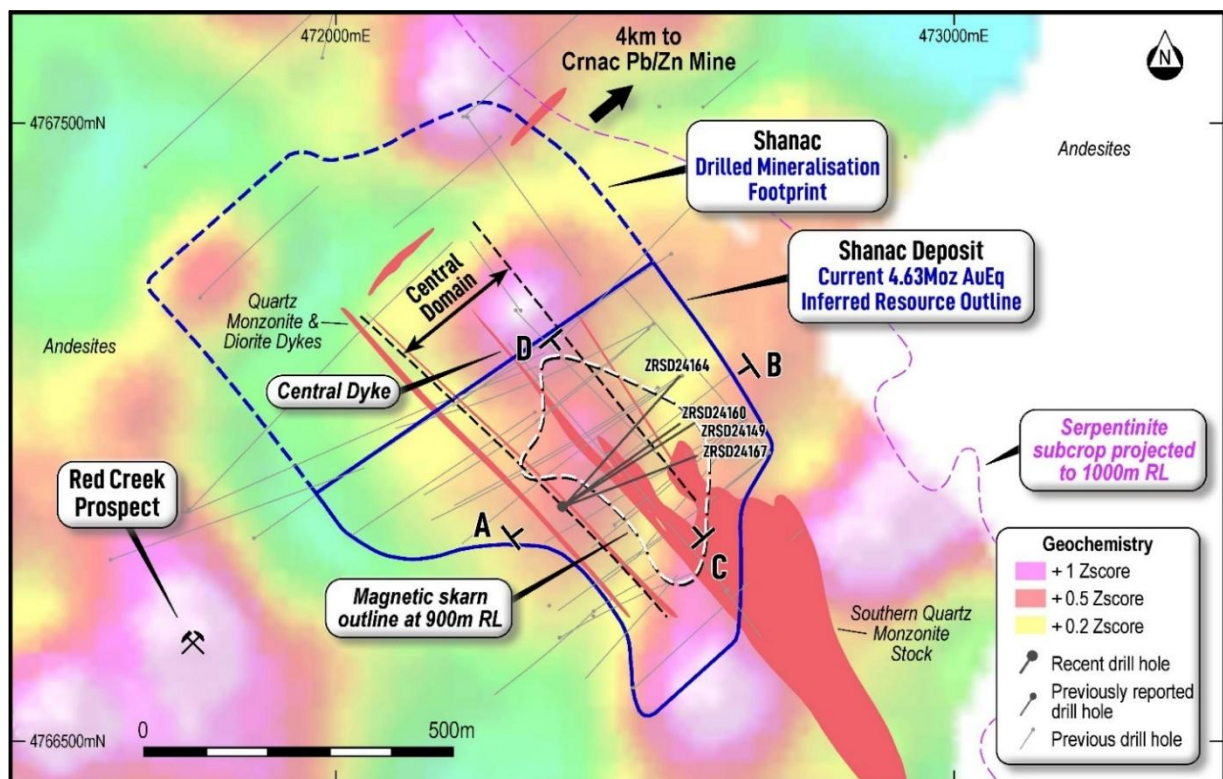 472000mE
473000mE
4km to
Crnac Pb/Zn Mine
N
4767500mN
Shanac
Drilled Mineralisation
Footprint
Andesites
Shanac Deposit
Current 4.63Moz AuEq
Inferred Resource Outline
Central
Domain
Quartz
Monzonite &
Diorite Dykes
Andesites
D
B
ZRSD24164
Central Dyke
ZRSD24160
ZRSD24149
ZRSD24167
Serpentinite
subcrop projected
to 1000m RL
Red Creek
Prospect
A
C
Magnetic skarn
outline at 900m RL
Southern Quartz
Monzonite
Stock
Geochemistry
+ 1 Zscore
+ 0.5 Zscore
+ 0.2 Zscore
Recent drill hole
Previously reported
drill hole
Previous drill hole
0
500m
4766500mN